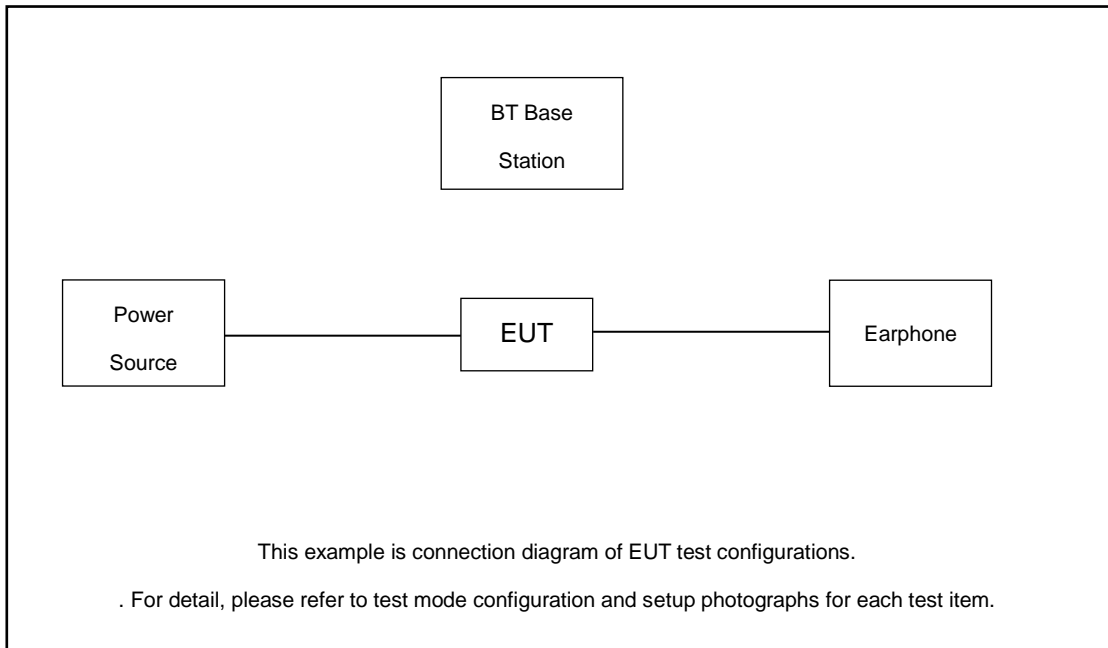 BT Base
Station
Power
Source
EUT
Earphone
This example is connection diagram of EUT test configurations.
. For detail, please refer to test mode configuration and setup photographs for each test item.